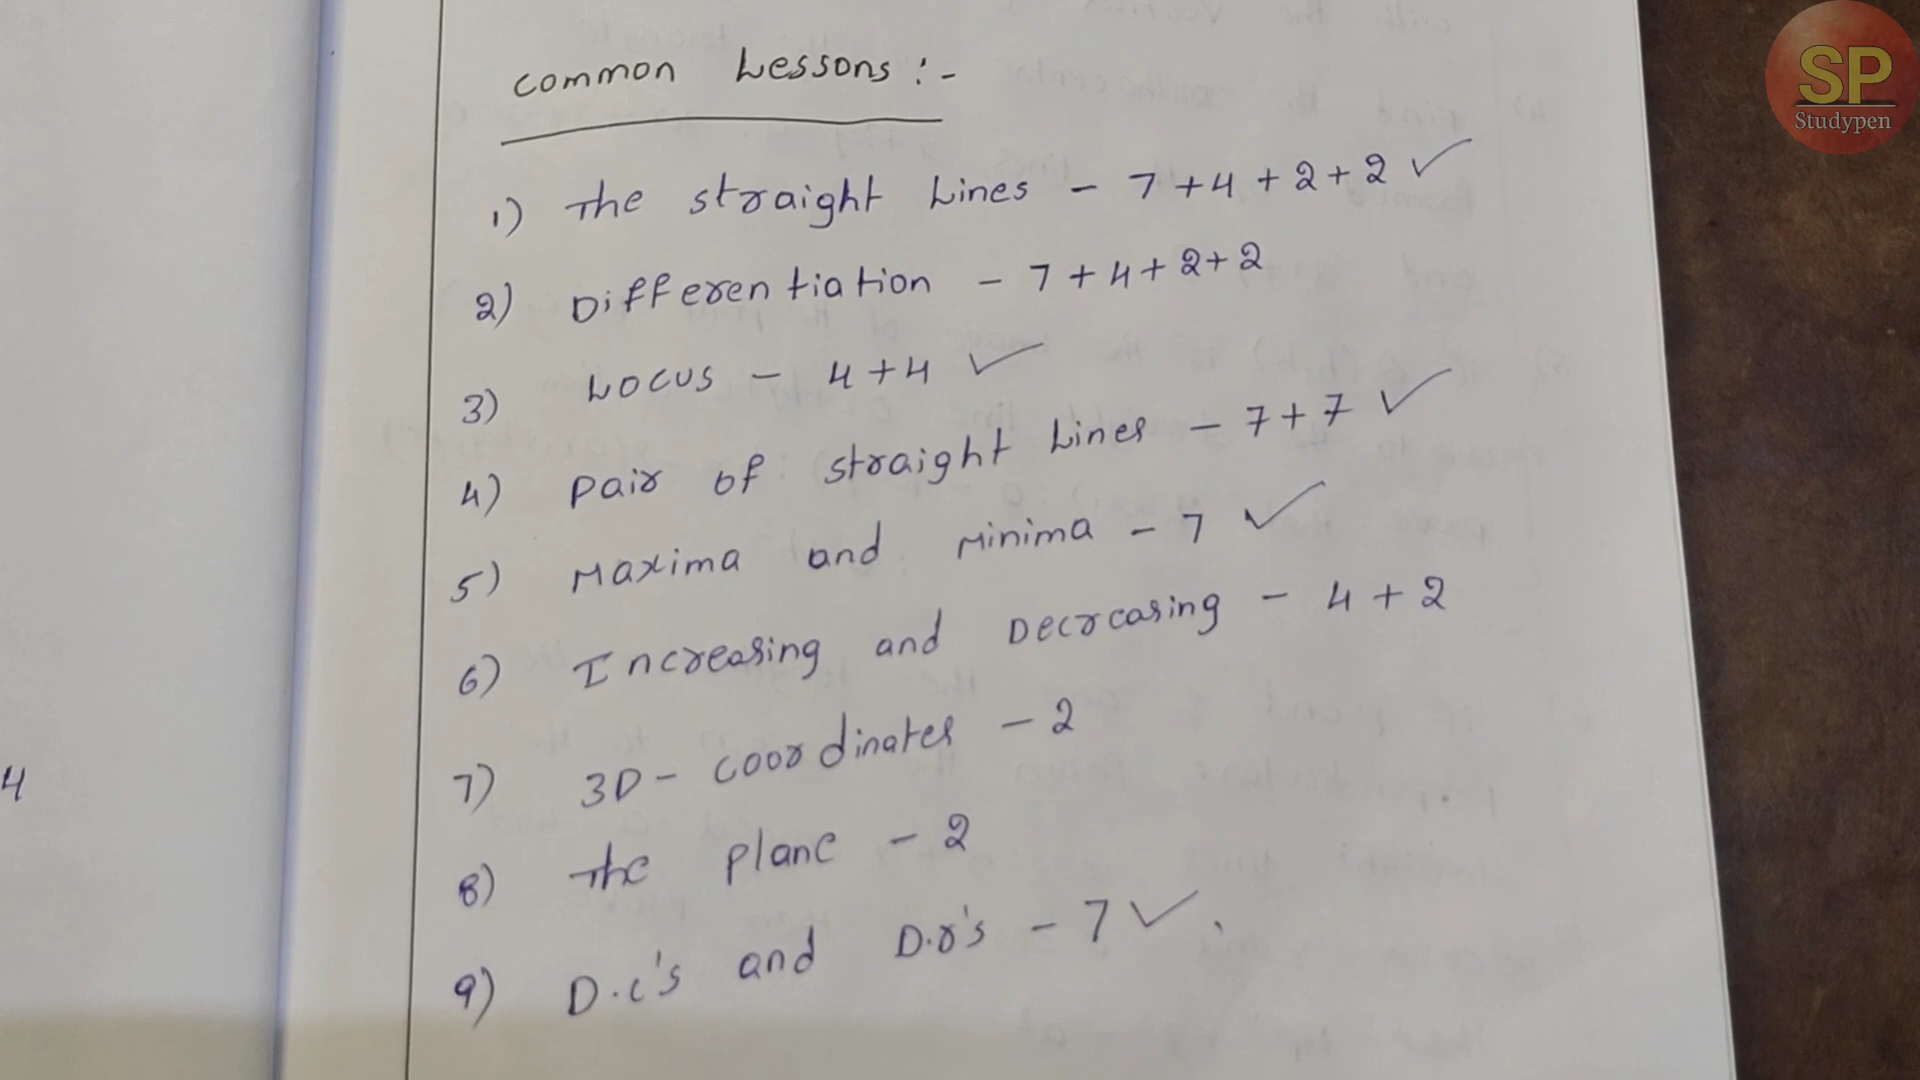 common Lessons :-
1) The straight Lines - 7+4+2+2 ✓
2) Differentiation - 7+4+2+2
3) Locus - 4+4 ✓
4) pair of straight Lines - 7+7 ✓
5) Maxima and Minima - 7 ✓
6) Increasing and Decreasing - 4+2
7) 3D - coordinates - 2
8) The plane - 2
9) D.c's and D.r's - 7 ✓.
4
SP
Studypen